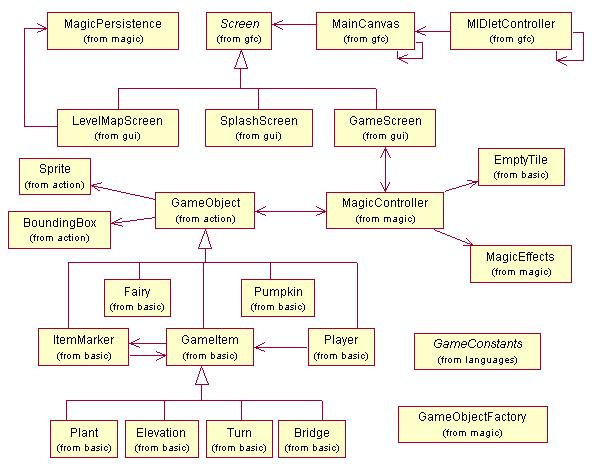 MagicPersistence
(from magic)
Screen
(from gfc)
MainCanvas
(from gfc)
MIDletController
(from gfc)
LevelMapScreen
(from gui)
SplashScreen
(from gui)
GameScreen
(from gui)
Sprite
(from action)
EmptyTile
(from basic)
GameObject
(from action)
MagicController
(from magic)
BoundingBox
(from action)
MagicEffects
(from magic)
Fairy
(from basic)
Pumpkin
(from basic)
ItemMarker
(from basic)
GameItem
(from basic)
Player
(from basic)
GameConstants
(from languages)
Plant
(from basic)
Elevation
(from basic)
Turn
(from basic)
Bridge
(from basic)
GameObjectFactory
(from magic)